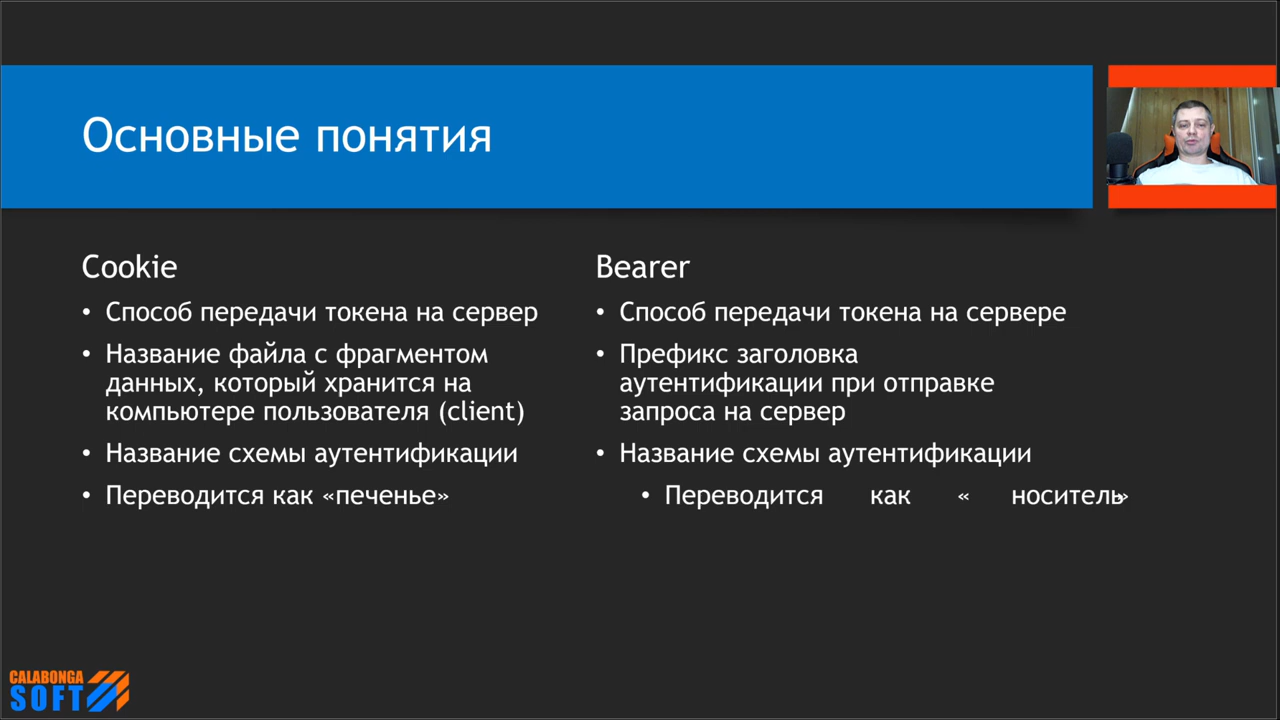 Основные понятия
Cookie
• Способ передачи токена на сервер
• Название файла с фрагментом
данных, который хранится на
компьютере пользователя (client)
• Название схемы аутентификации
• Переводится как «печенье»
Bearer
• Способ передачи токена на сервере
• Префикс заголовка
аутентификации при отправке
запроса на сервер
• Название схемы аутентификации
• Переводится как « носитель»
CALABONGA
SOFT